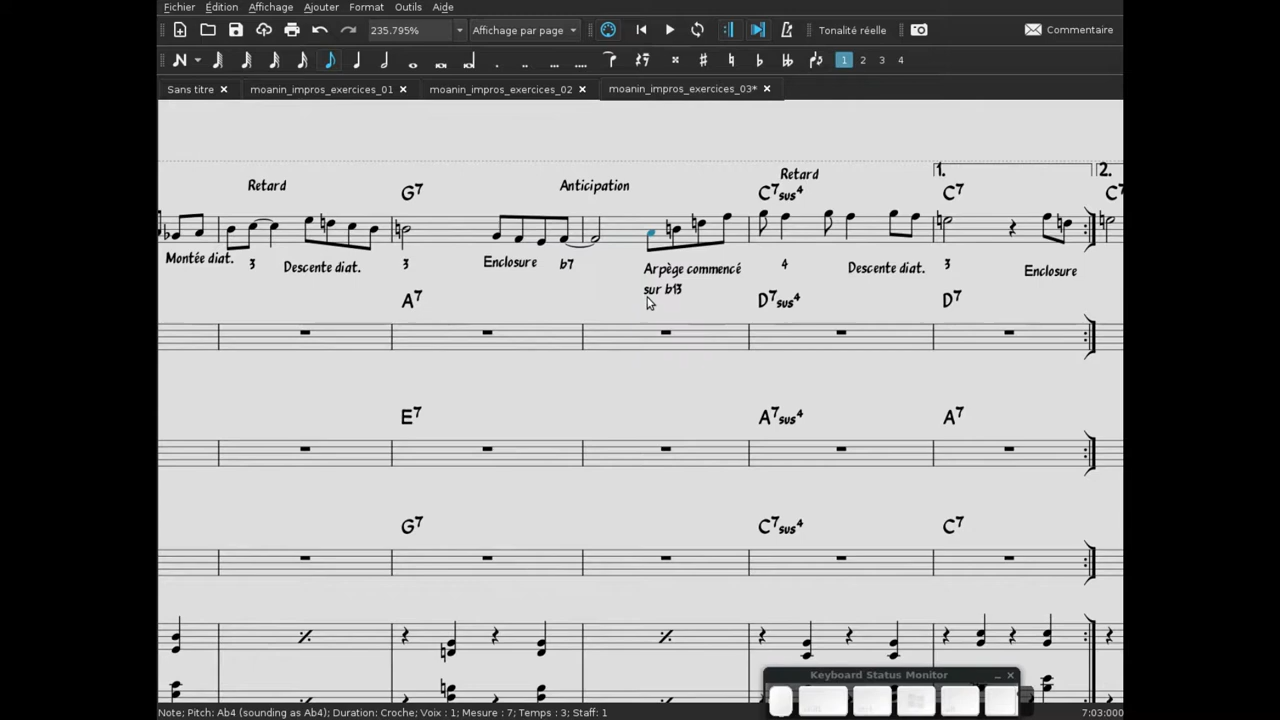 Fichier Édition Affichage Ajouter Format Outils Aide
235.795% Affichage par page Tonalité réelle Commentaire
N 1 2 3 4
Sans titre moanin_impros_exercices_01 moanin_impros_exercices_02 moanin_impros_exercices_03*
Retard Anticipation Retard 1. 2.
G7 C7sus4 C7 C7
Montée diat. 3 Descente diat. 3 Enclosure b7 Arpège commencé 4 Descente diat. 3 Enclosure
sur b13
A7 D7sus4 D7
E7 A7sus4 A7
G7 C7sus4 C7
Keyboard Status Monitor
Note; Pitch: Ab4 (sounding as Ab4); Duration: Croche; Voix : 1; Mesure : 7; Temps : 3; Staff: 1 7:03:000